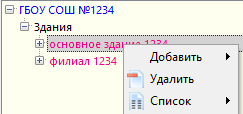 ГБОУ СОШ №1234
Здания
основное здание 1234
филиал 1234
Добавить
Удалить
Список